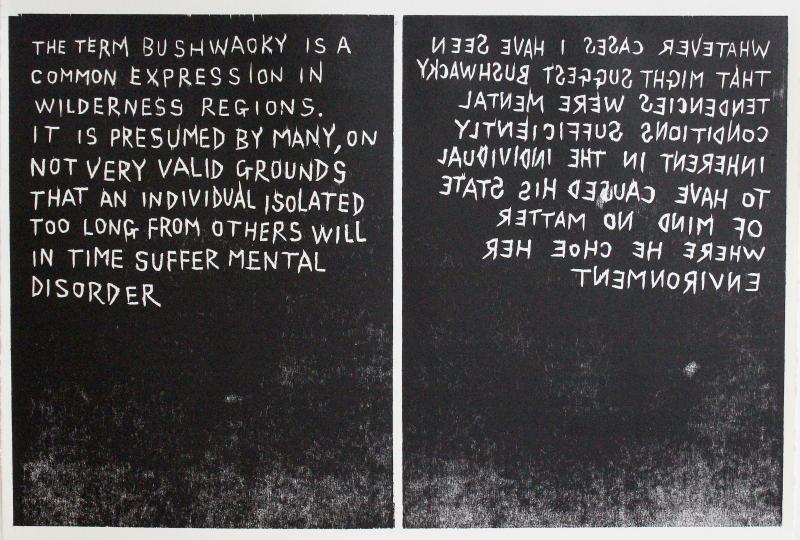 THE TERM BUSHWACKY IS A
COMMON EXPRESSION IN
WILDERNESS REGIONS.
IT IS PRESUMED BY MANY, ON
NOT VERY VALID GROUNDS
THAT AN INDIVIDUAL ISOLATED
TOO LONG FROM OTHERS WILL
IN TIME SUFFER MENTAL
DISORDER
WHATEVER CASES I HAVE SEEN
THAT MIGHT SUGGEST BUSHWACKY
TENDENCIES WERE MENTAL
CONDITIONS SUFFICIENTLY
INHERENT IN THE INDIVIDUAL
TO HAVE CAUSED HIS STATE
OF MIND NO MATTER
WHERE HE CHOE HER
ENVIRONMENT